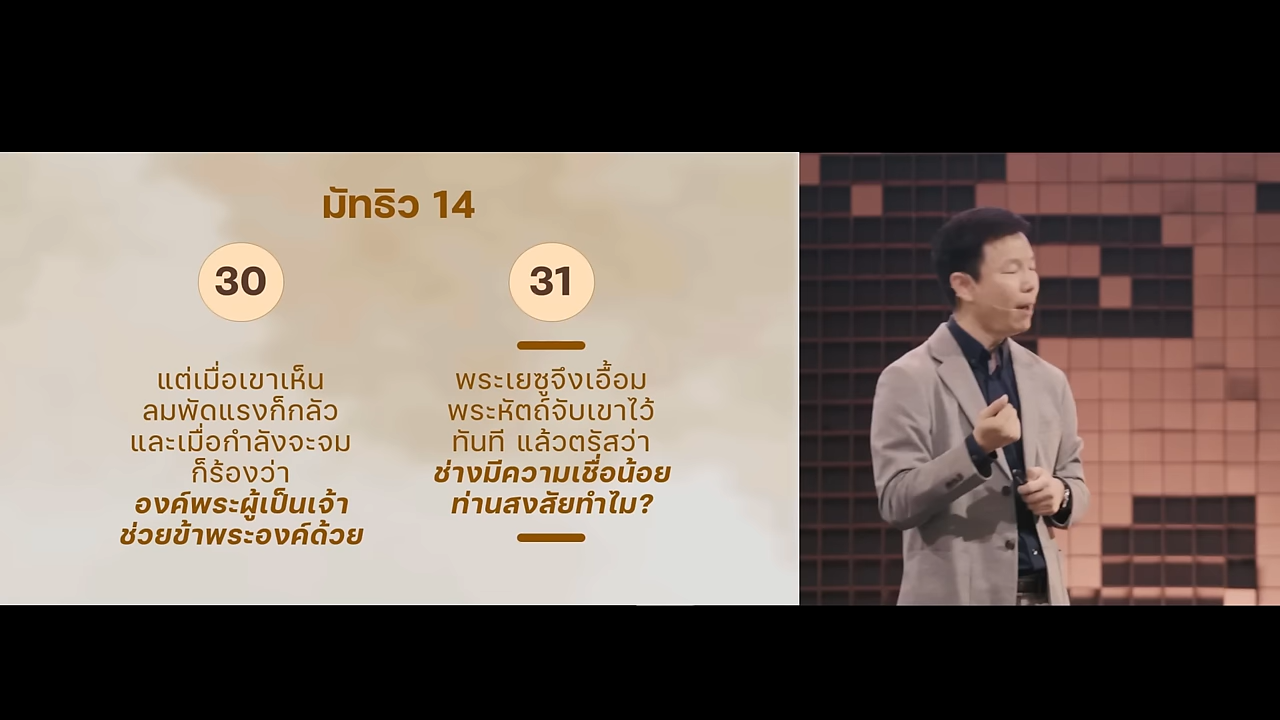 มัทธิว 14
30
แต่เมื่อเขาเห็น
ลมพัดแรงก็กลัว
และเมื่อกำลังจะจม
ก็ร้องว่า
องค์พระผู้เป็นเจ้า
ช่วยข้าพระองค์ด้วย
31
พระเยซูจึงเอื้อม
พระหัตถ์จับเขาไว้
ทันที แล้วตรัสว่า
ช่างมีความเชื่อน้อย
ท่านสงสัยทำไม?